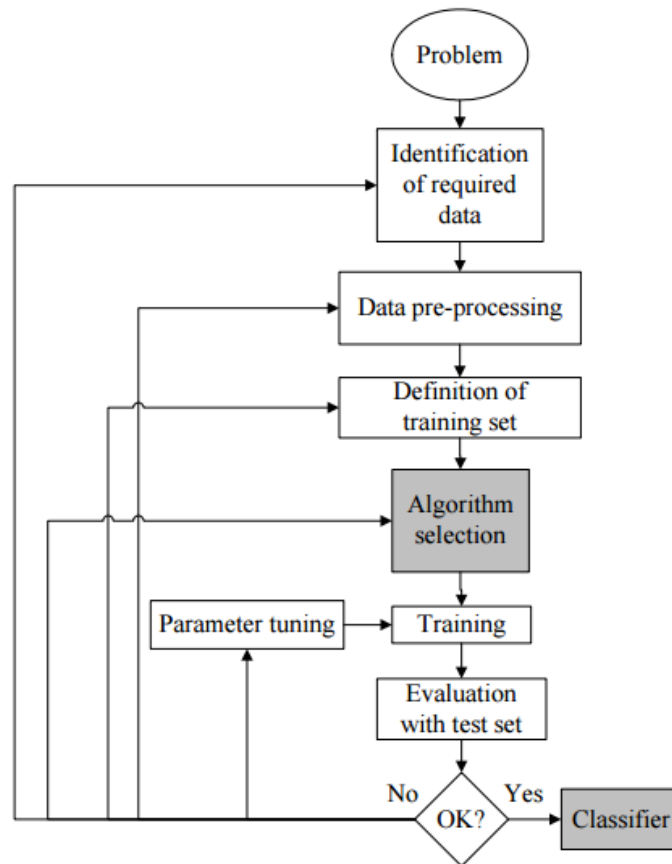 Problem
Identification
of required
data
Data pre-processing
Definition of
training set
Algorithm
selection
Parameter tuning
Training
Evaluation
with test set
No
Yes
OK?
Classifier